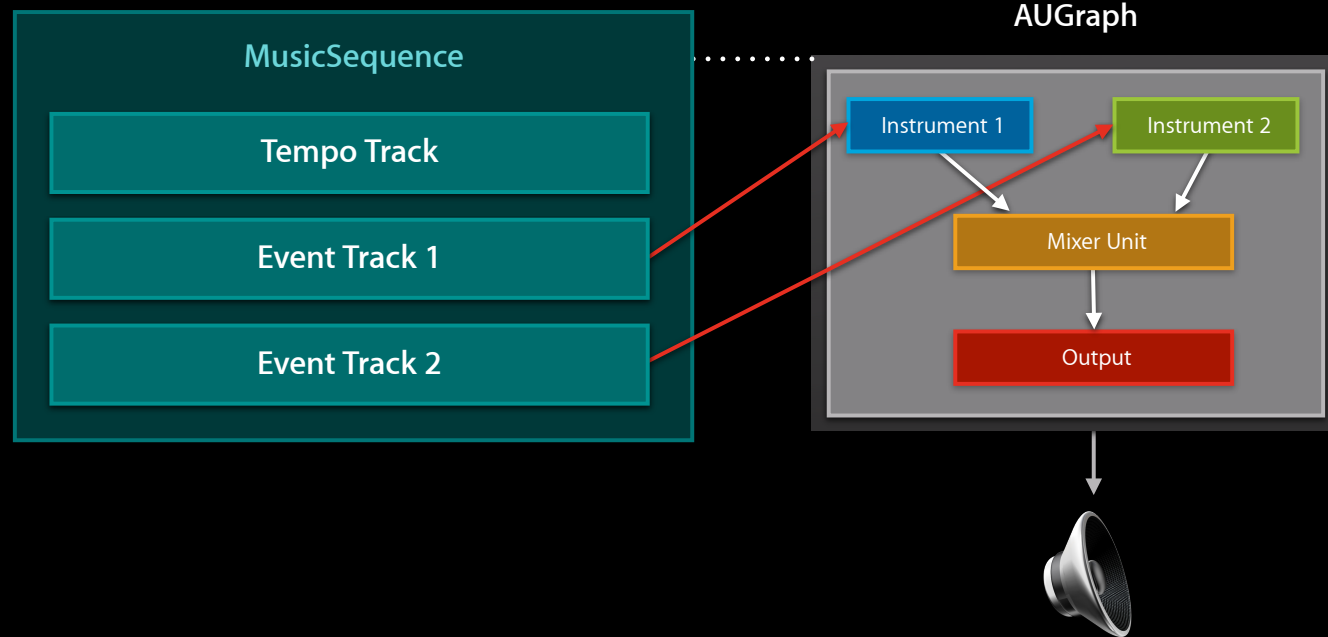 MusicSequence
Tempo Track
Event Track 1
Event Track 2
AUGraph
Instrument 1
Instrument 2
Mixer Unit
Output